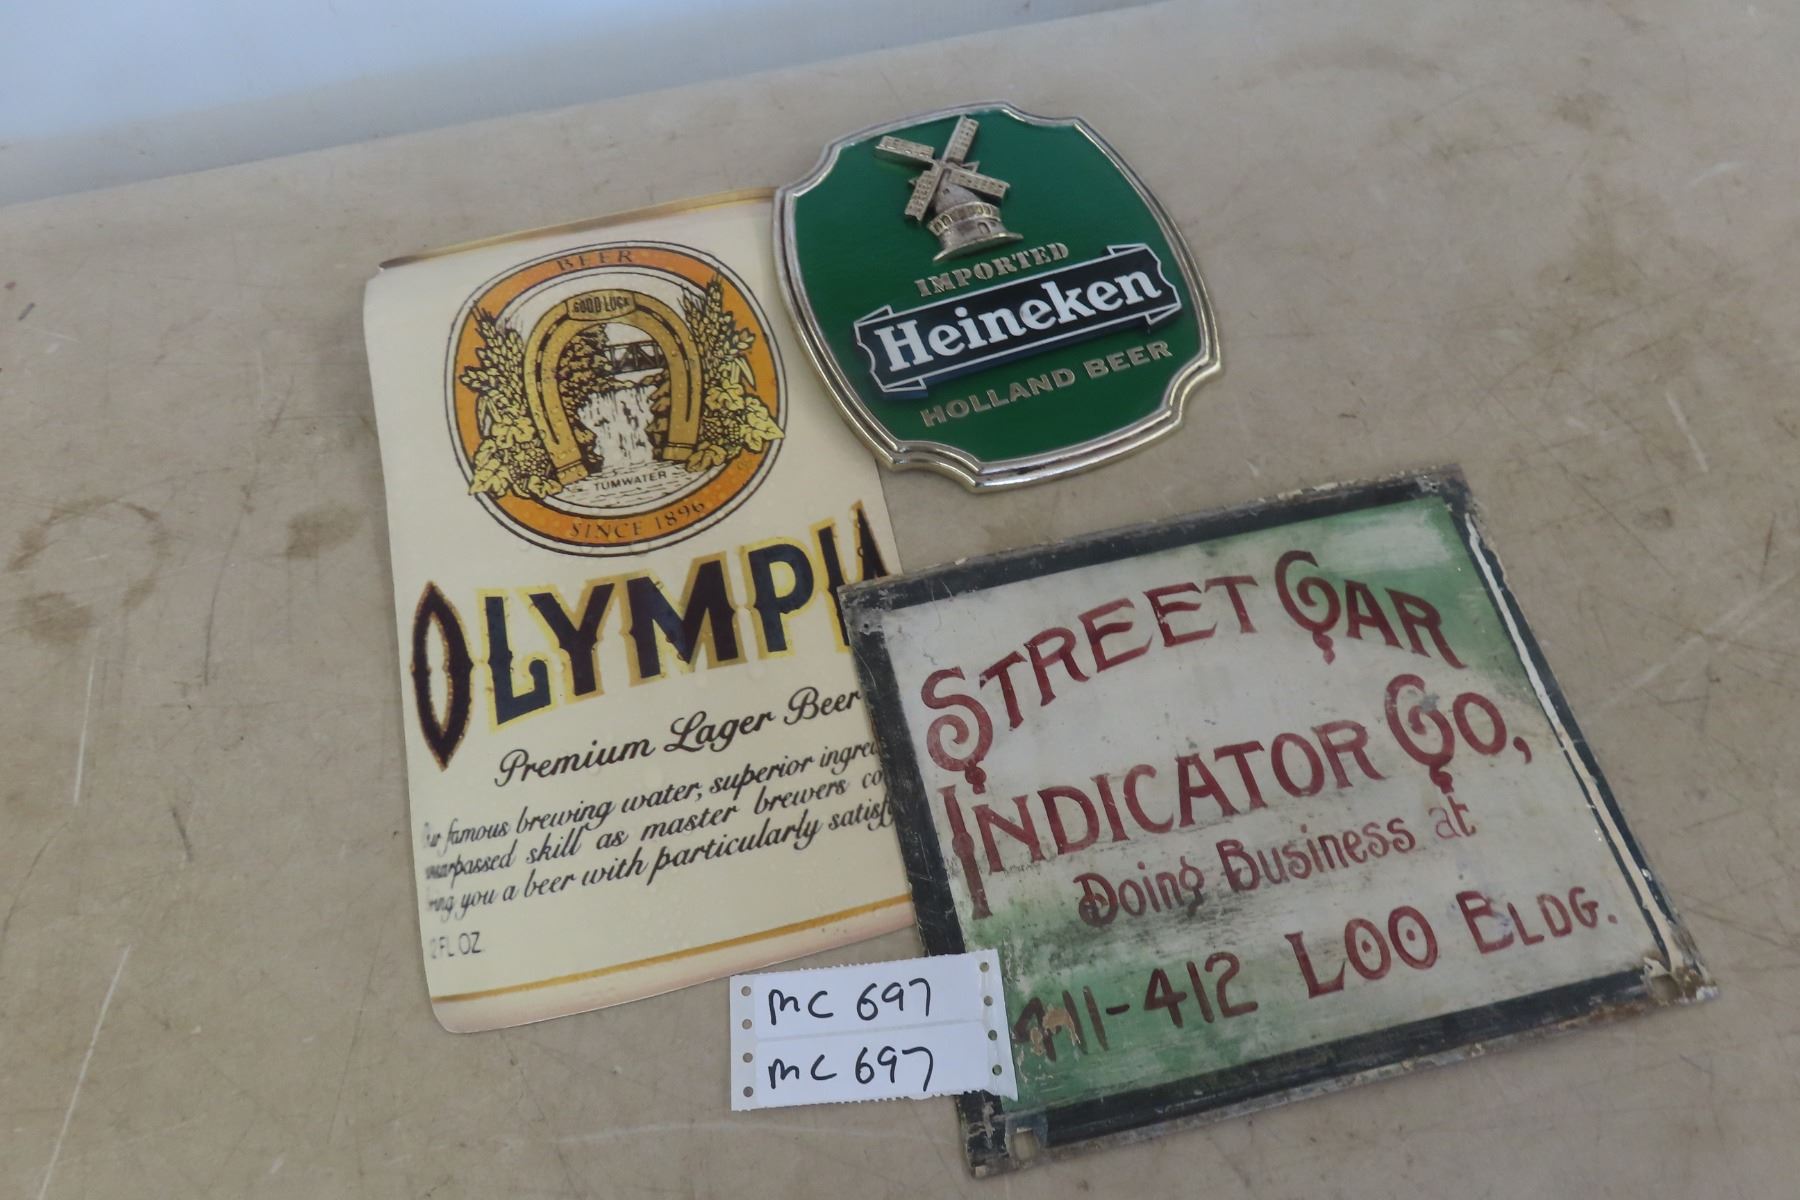 BEER
GOOD LUCK
TUMWATER
SINCE 1896
OLYMPIA
Premium Lager Beer
famous brewing water, superior
skill as master brewers
you a beer with particularly
FL OZ
IMPORTED
Heineken
HOLLAND BEER
STREET CAR
INDICATOR CO,
Doing Business at
411-412 LOO BLDG.
MC 697
MC 697